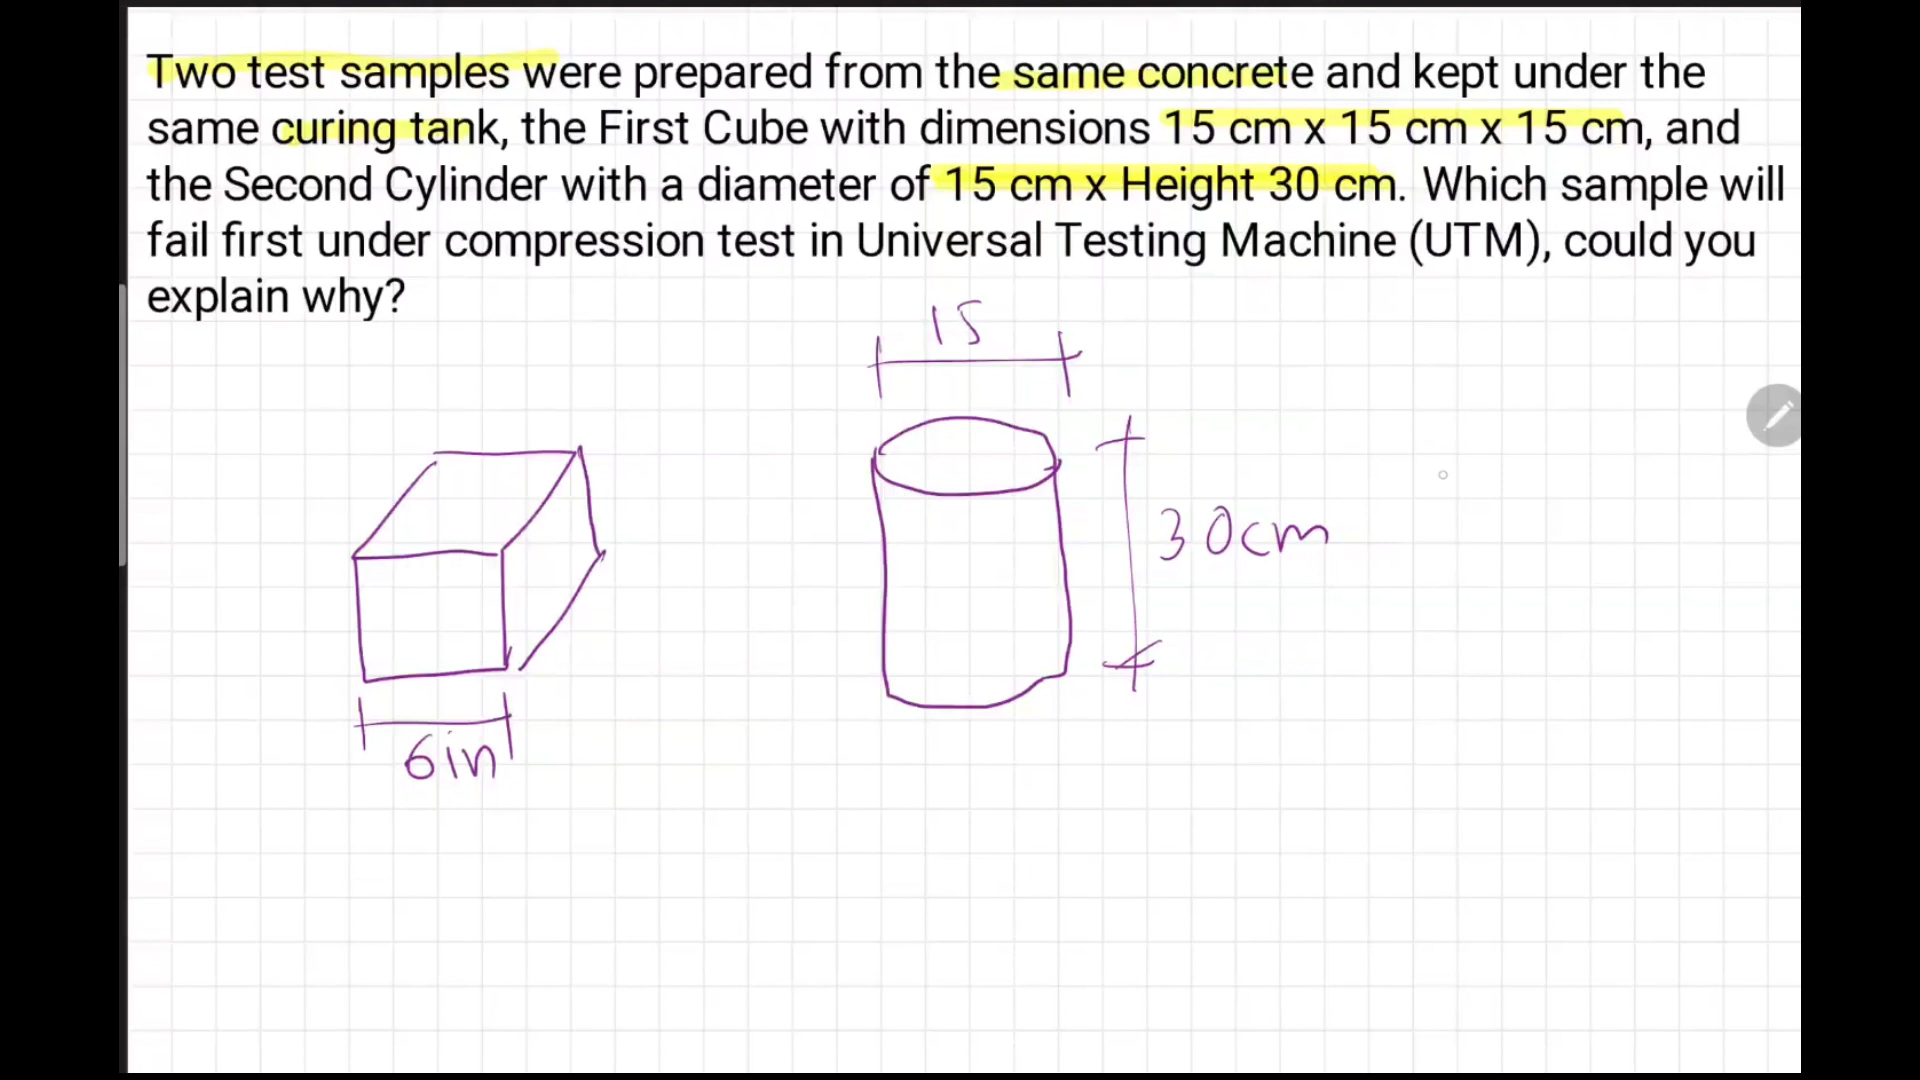 Two test samples were prepared from the same concrete and kept under the
same curing tank, the First Cube with dimensions 15 cm x 15 cm x 15 cm, and
the Second Cylinder with a diameter of 15 cm x Height 30 cm. Which sample will
fail first under compression test in Universal Testing Machine (UTM), could you
explain why?
15
30cm
6in